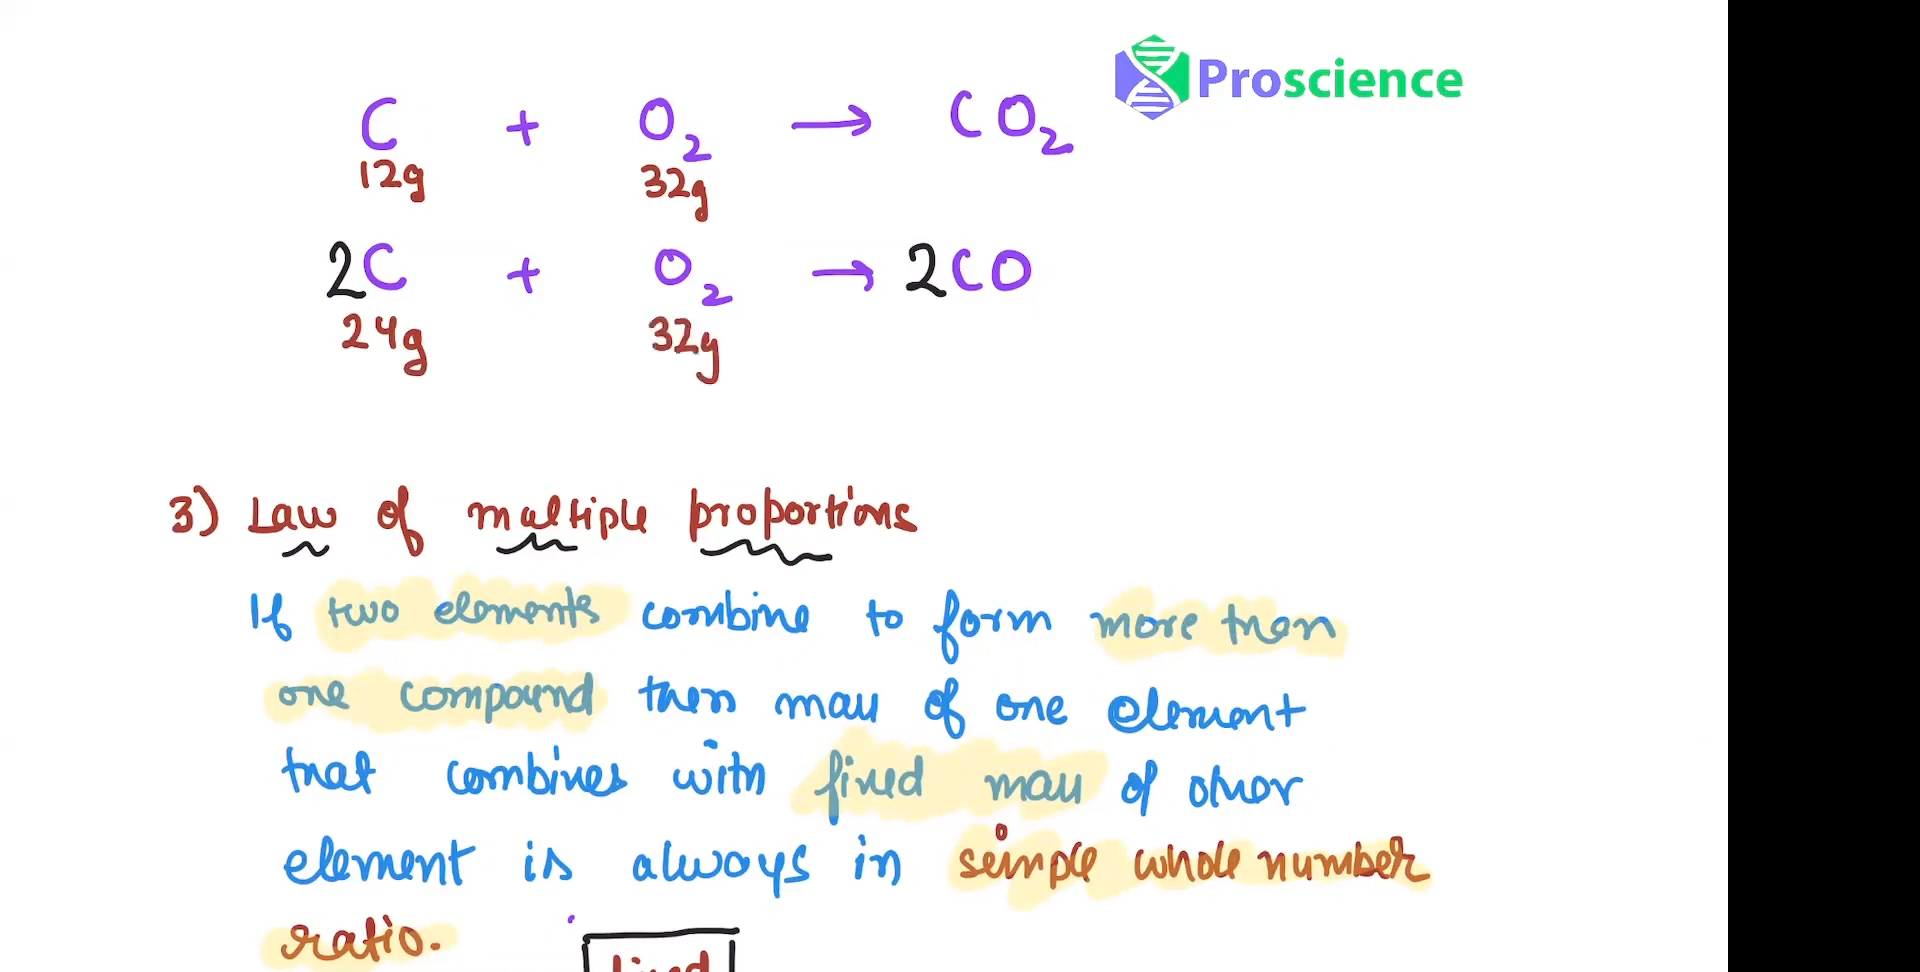 Proscience
C + O₂ → CO₂
12g 32g
2C + O₂ → 2CO
24g 32g
3) Law of multiple proportions
If two elements combine to form more then
one compound then mass of one element
that combines with fixed mass of other
element is always in simple whole number
ratio.
fixed